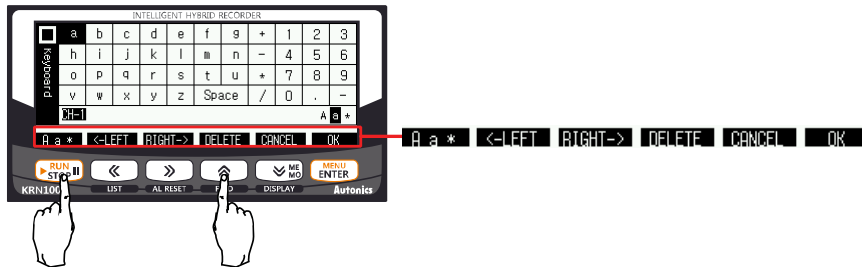 INTELLIGENT HYBRID RECORDER
a b c d e f g + 1 2 3
Keyboard
h i j k l m n - 4 5 6
o p q r s t u * 7 8 9
v w x y z Space / 0 . -
CH-1 A a *
A a * <-LEFT RIGHT-> DELETE CANCEL OK
A a * <-LEFT RIGHT-> DELETE CANCEL OK
RUN STOP
ME MO
MENU ENTER
KRN100 LIST AL RESET DISPLAY Autonics